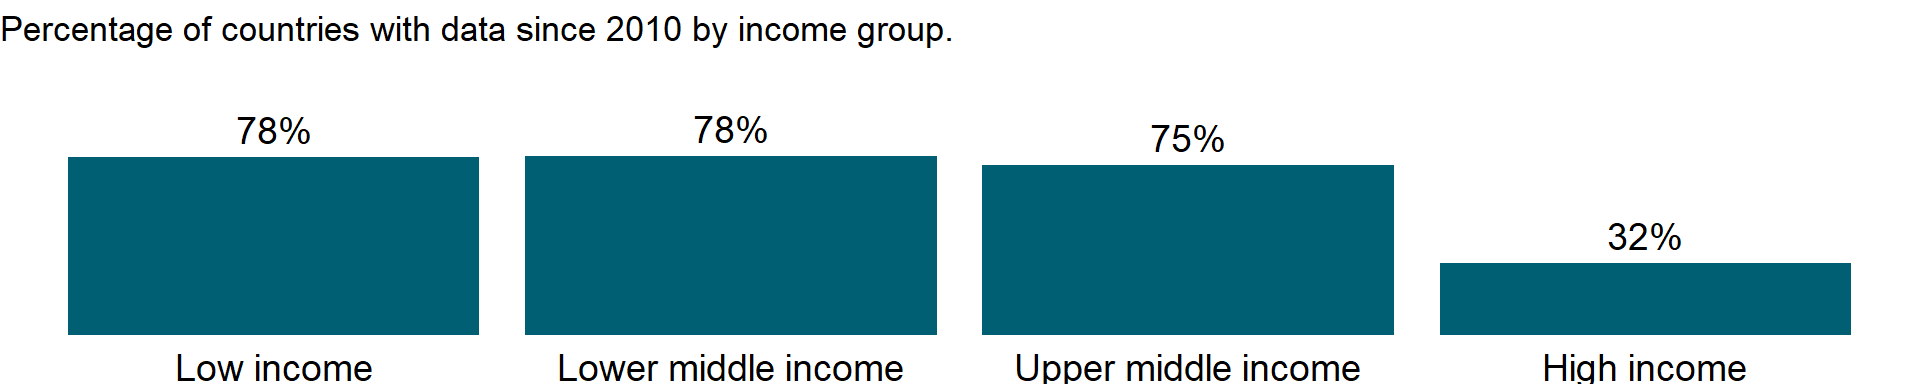 Percentage of countries with data since 2010 by income group.
78%
78%
75%
32%
Low income
Lower middle income
Upper middle income
High income